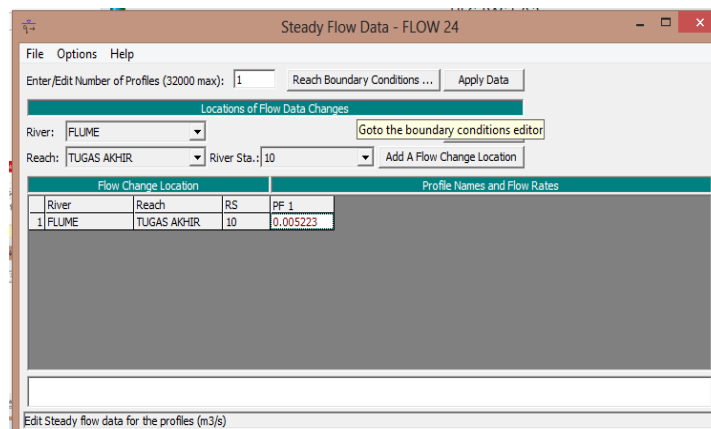 Steady Flow Data - FLOW 24
File Options Help
Enter/Edit Number of Profiles (32000 max): 1 Reach Boundary Conditions ... Apply Data
Locations of Flow Data Changes
River: FLUME
Goto the boundary conditions editor
Reach: TUGAS AKHIR River Sta.: 10 Add A Flow Change Location
Flow Change Location Profile Names and Flow Rates
River Reach RS PF 1
1 FLUME TUGAS AKHIR 10 0.005223
Edit Steady flow data for the profiles (m3/s)